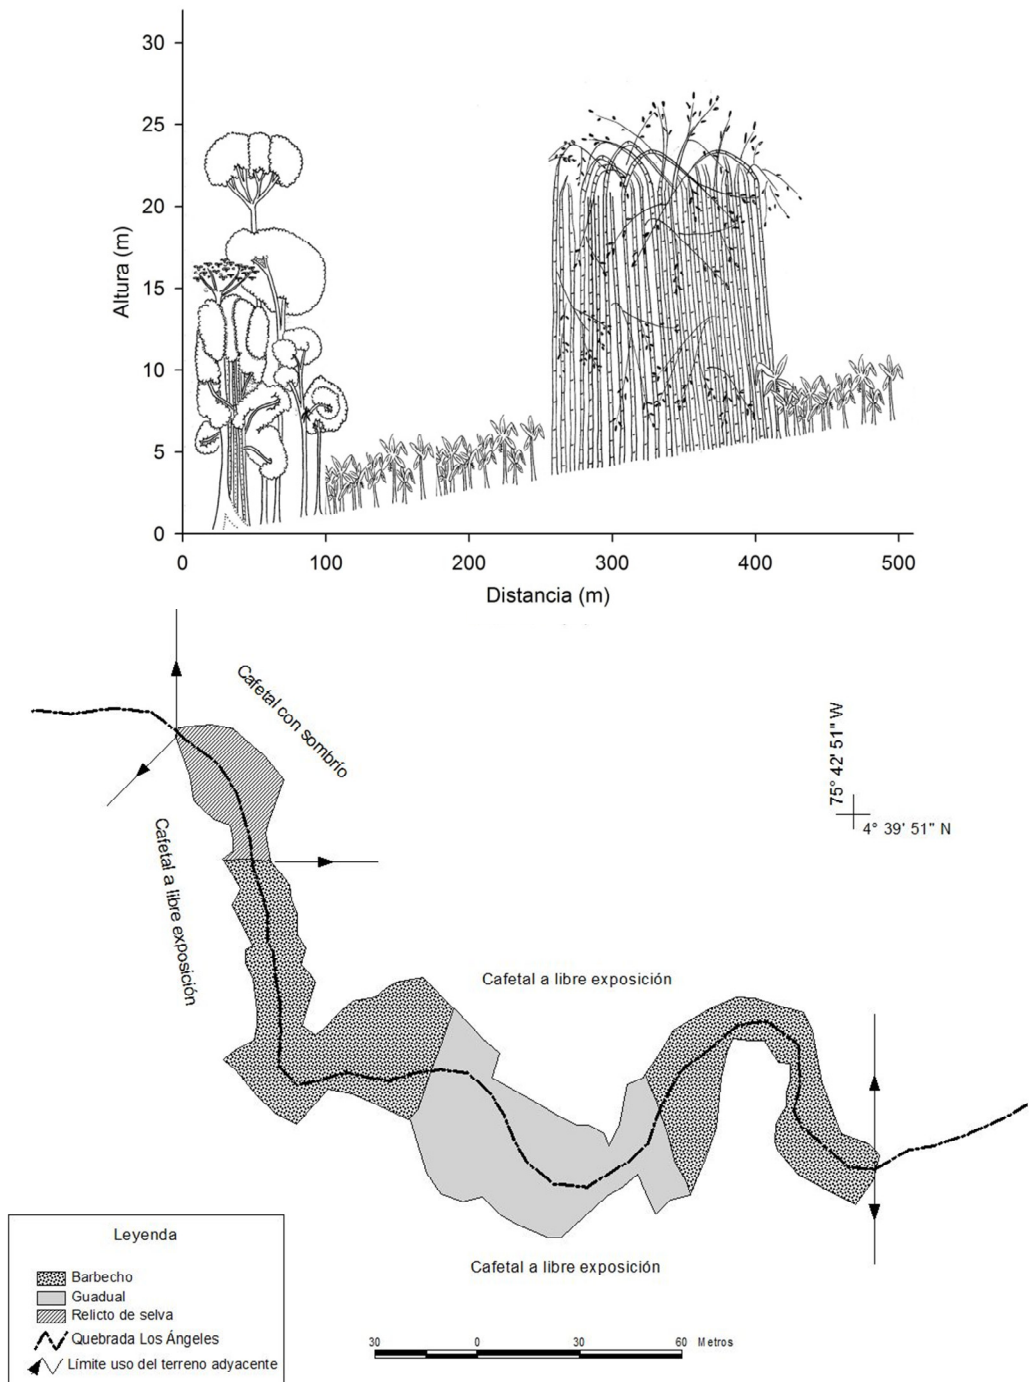 30
25
20
15
10
5
0
Altura (m)
0 100 200 300 400 500
Distancia (m)
Cafetal con sombrío
75° 42' 51" W
4° 39' 51" N
Cafetal a libre exposición
Cafetal a libre exposición
Cafetal a libre exposición
Leyenda
Barbecho
Guadual
Relicto de selva
Quebrada Los Ángeles
Límite uso del terreno adyacente
30 0 30 60 Metros